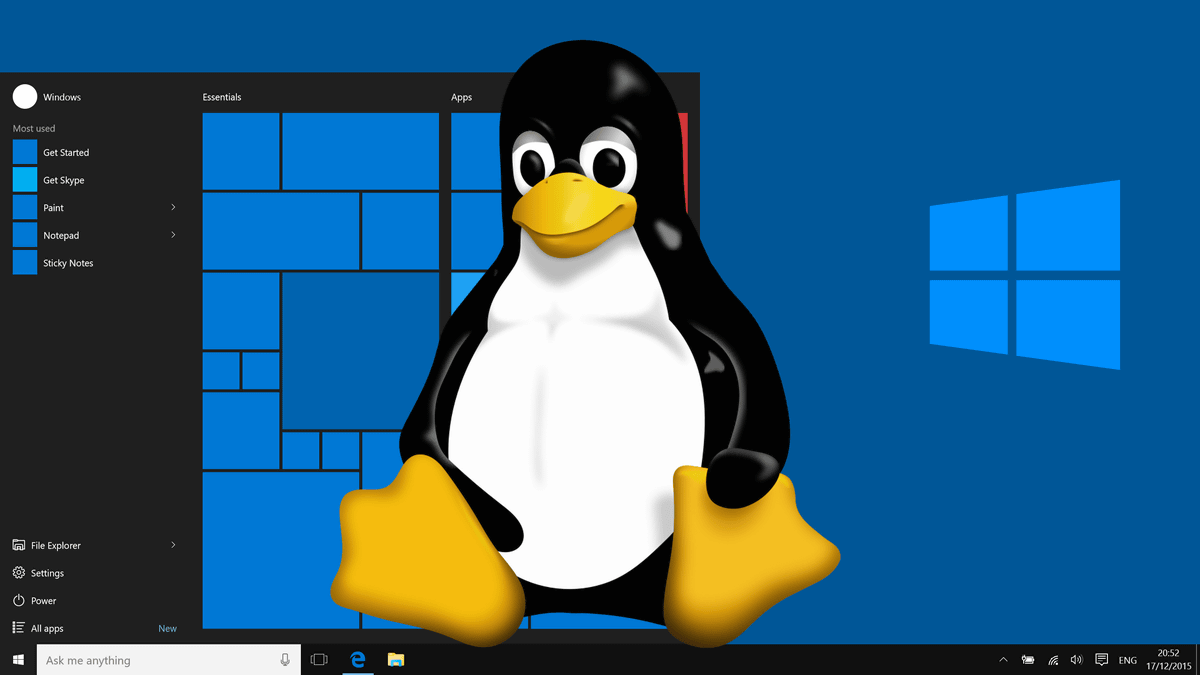 Windows
Essentials
Apps
Most used
Get Started
Get Skype
Paint
Notepad
Sticky Notes
File Explorer
Settings
Power
All apps
New
Ask me anything
ENG
20:52
17/12/2015